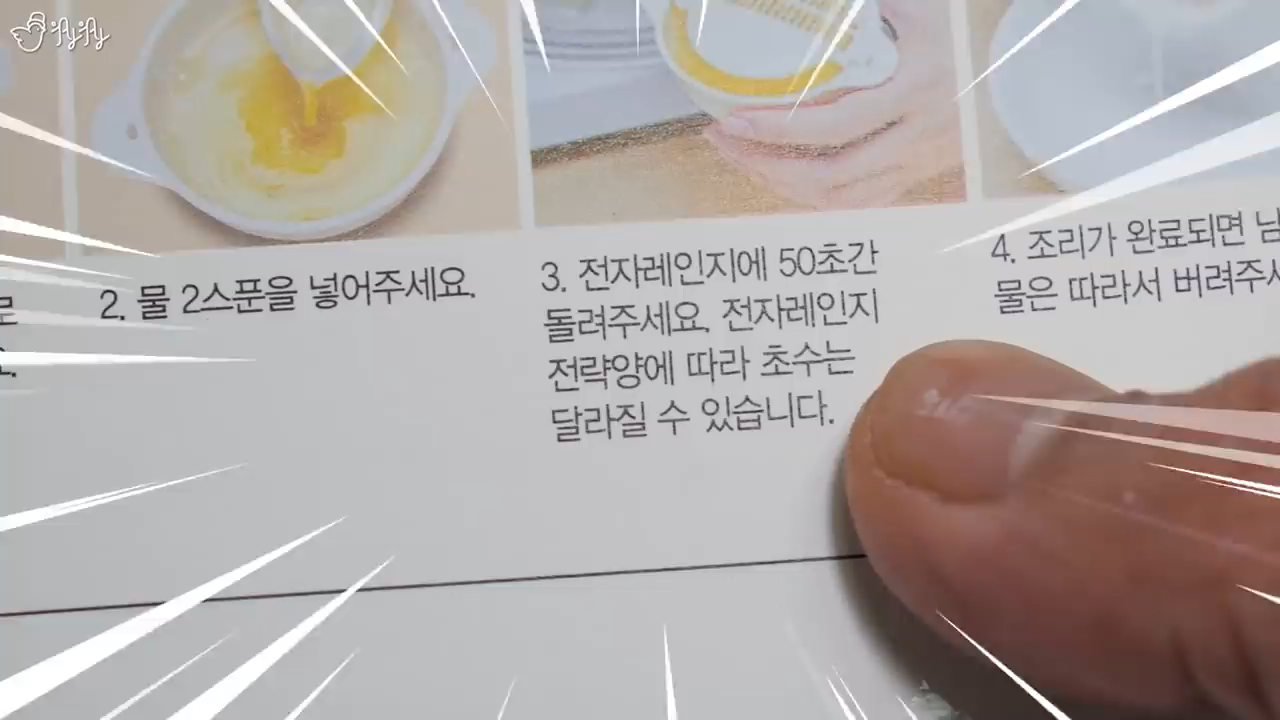 2. 물 2스푼을 넣어주세요.
3. 전자레인지에 50초간
돌려주세요. 전자레인지
전략양에 따라 초수는
달라질 수 있습니다.
4. 조리가 완료되면
물은 따라서